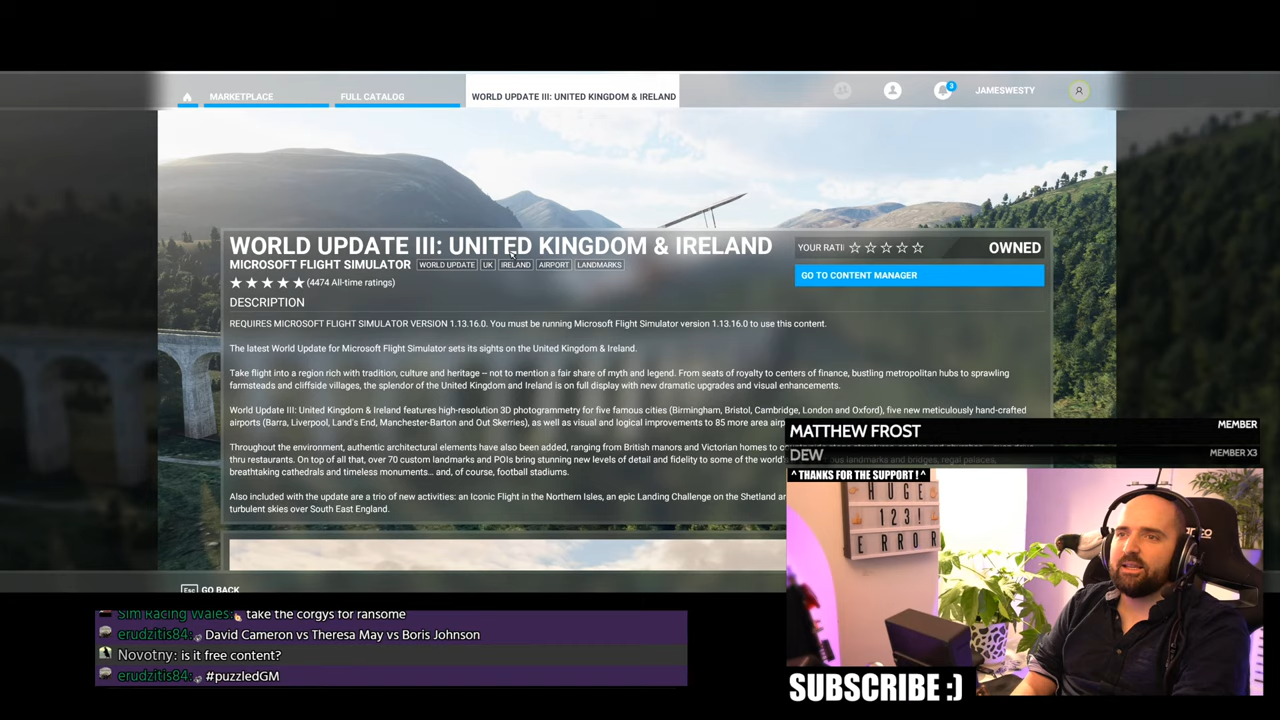 MARKETPLACE
FULL CATALOG
WORLD UPDATE III: UNITED KINGDOM & IRELAND
3
JAMESWESTY
WORLD UPDATE III: UNITED KINGDOM & IRELAND
MICROSOFT FLIGHT SIMULATOR
WORLD UPDATE UK IRELAND AIRPORT LANDMARKS
(4474 All-time ratings)
YOUR RATI
OWNED
GO TO CONTENT MANAGER
DESCRIPTION
REQUIRES MICROSOFT FLIGHT SIMULATOR VERSION 1.13.16.0. You must be running Microsoft Flight Simulator version 1.13.16.0 to use this content.
The latest World Update for Microsoft Flight Simulator sets its sights on the United Kingdom & Ireland.
Take flight into a region rich with tradition, culture and heritage – not to mention a fair share of myth and legend. From seats of royalty to centers of finance, bustling metropolitan hubs to sprawling
farmsteads and cliffside villages, the splendor of the United Kingdom and Ireland is on full display with new dramatic upgrades and visual enhancements.
World Update III: United Kingdom & Ireland features high-resolution 3D photogrammetry for five famous cities (Birmingham, Bristol, Cambridge, London and Oxford), five new meticulously hand-crafted
airports (Barra, Liverpool, Land's End, Manchester-Barton and Out Skerries), as well as visual and logical improvements to 85 more area
Throughout the environment, authentic architectural elements have also been added, ranging from British manors and Victorian homes to
thru restaurants. On top of all that, over 70 custom landmarks and POIs bring stunning new levels of detail and fidelity to some of the world's
breathtaking cathedrals and timeless monuments... and, of course, football stadiums.
Also included with the update are a trio of new activities: an Iconic Flight in the Northern Isles, an epic Landing Challenge on the Shetland
turbulent skies over South East England.
Esc GO BACK
MATTHEW FROST MEMBER
DEW MEMBER X3
^ THANKS FOR THE SUPPORT ! ^
HUGE
123!
ERROR
SUBSCRIBE :)
Sim Racing Wales: take the corgys for ransome
erudzitis84: David Cameron vs Theresa May vs Boris Johnson
Novotny: is it free content?
erudzitis84: #puzzledGM